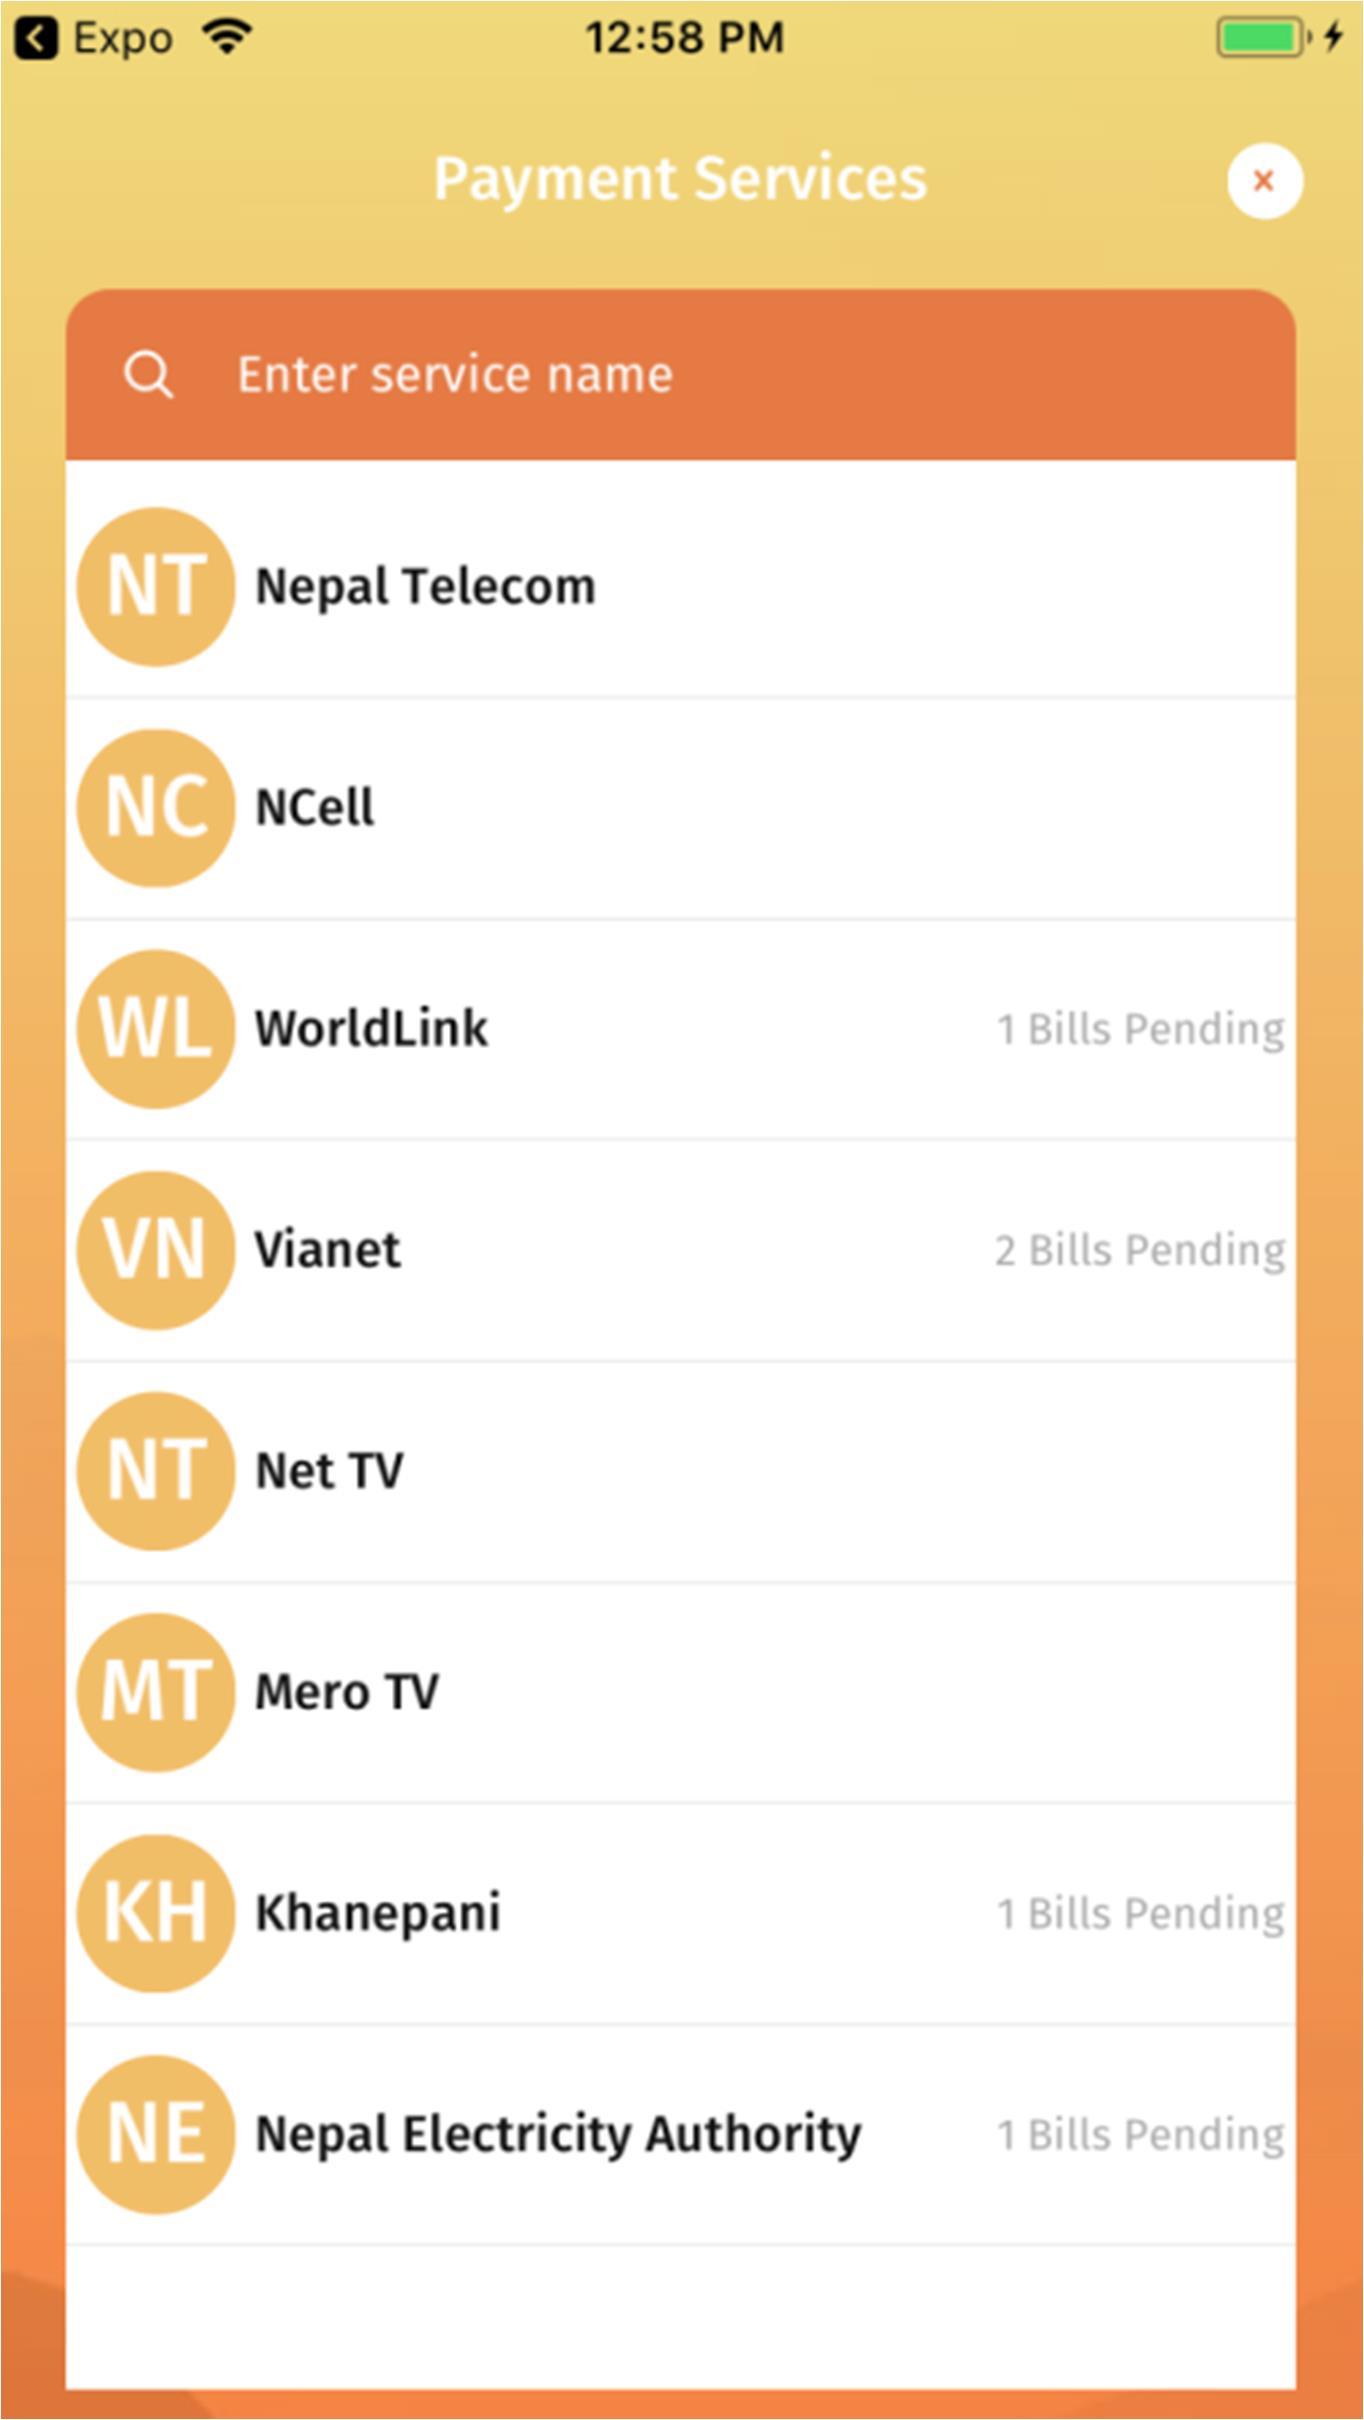 Expo 12:58 PM
Payment Services
Enter service name
NT Nepal Telecom
NC NCell
WL WorldLink 1 Bills Pending
VN Vianet 2 Bills Pending
NT Net TV
MT Mero TV
KH Khanepani 1 Bills Pending
NE Nepal Electricity Authority 1 Bills Pending